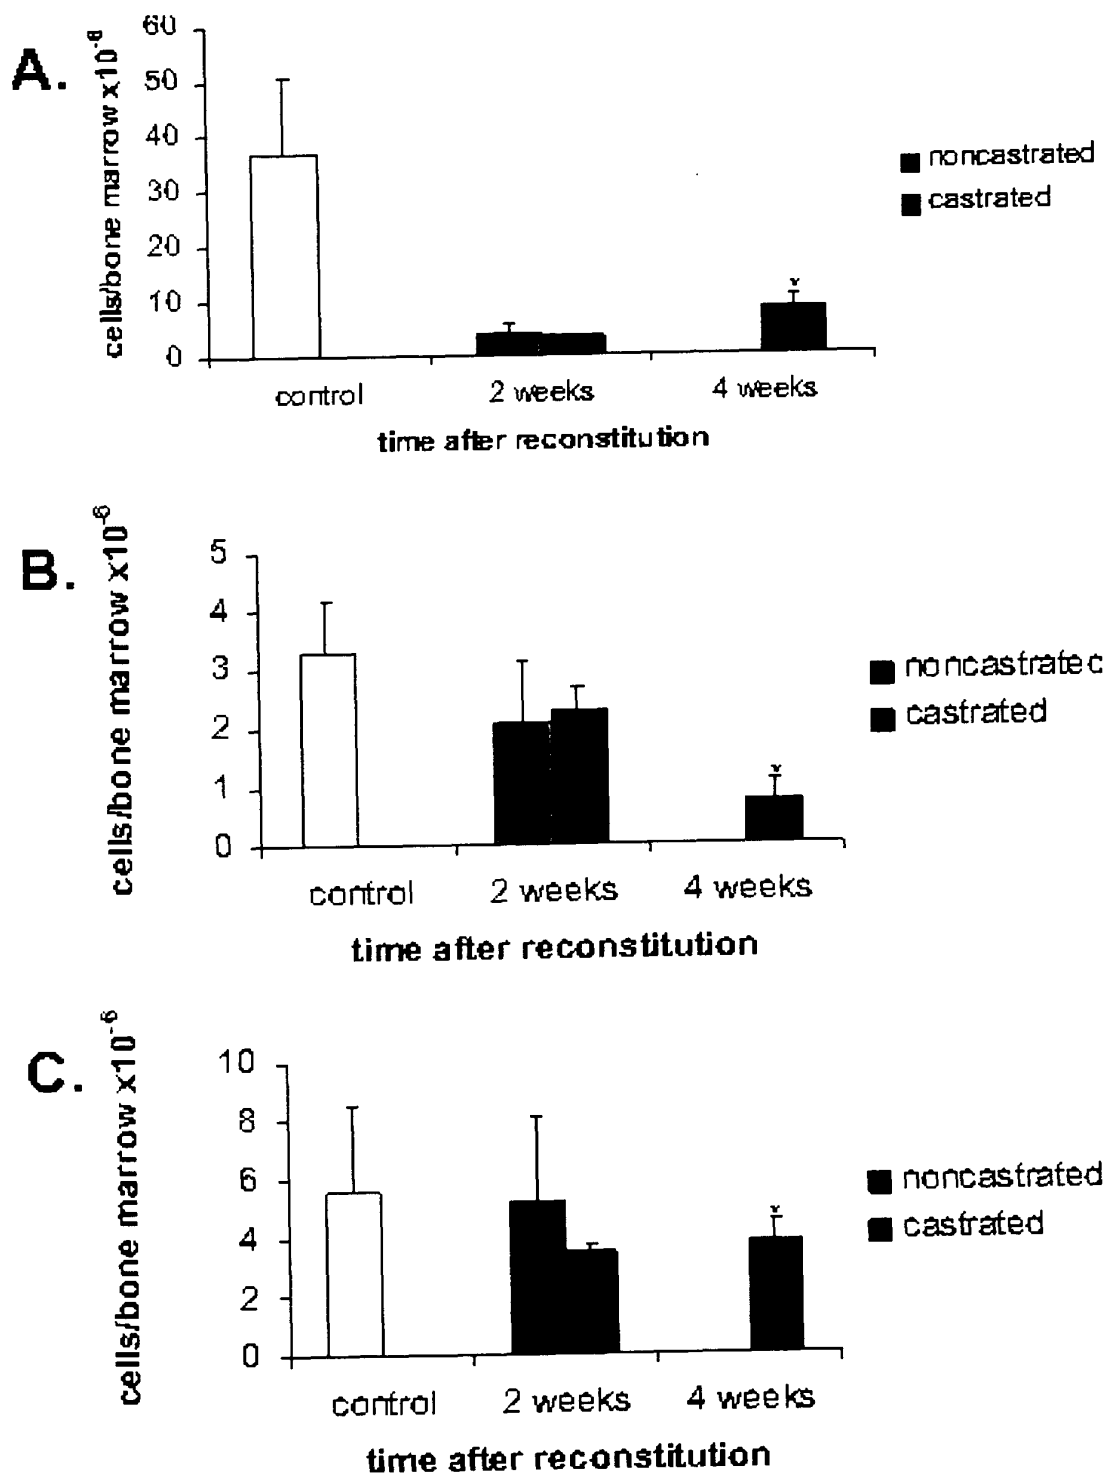 A.
cells/bone marrow x10^-6
60
50
40
30
20
10
0
*
control
2 weeks
4 weeks
time after reconstitution
noncastrated
castrated
B.
cells/bone marrow x10^-6
5
4
3
2
1
0
*
control
2 weeks
4 weeks
time after reconstitution
noncastratec
castrated
C.
cells/bone marrow x10^-6
10
8
6
4
2
0
*
control
2 weeks
4 weeks
time after reconstitution
noncastrated
castrated